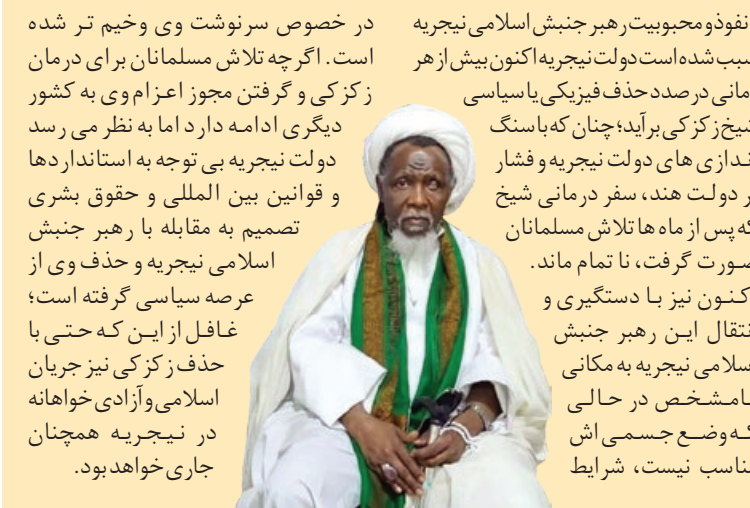 نفوذ و محبوبیت رهبر جنبش اسلامی نیجریه
سبب شده است دولت نیجریه اکنون بیش از هر
مانی در صدد حذف فیزیکی یا سیاسی
شیخ زکزکی برآید؛ چنان که با سنگ
ندازی های دولت نیجریه و فشار
ر دولت هند، سفر درمانی شیخ
که پس از ماه ها تلاش مسلمانان
صورت گرفت، نا تمام ماند.
کنون نیز با دستگیری و
نتقال این رهبر جنبش
سلامی نیجریه به مکانی
نامشخص در حالی
که وضع جسمی اش
مناسب نیست، شرایط
در خصوص سرنوشت وی وخیم تر شده
است. اگرچه تلاش مسلمانان برای درمان
زکزکی و گرفتن مجوز اعزام وی به کشور
دیگری ادامه دارد اما به نظر می رسد
دولت نیجریه بی توجه به استانداردها
و قوانین بین المللی و حقوق بشری
تصمیم به مقابله با رهبر جنبش
اسلامی نیجریه و حذف وی از
عرصه سیاسی گرفته است؛
غافل از این که حتی با
حذف زکزکی نیز جریان
اسلامی و آزادی خواهانه
در نیجریه همچنان
جاری خواهد بود.